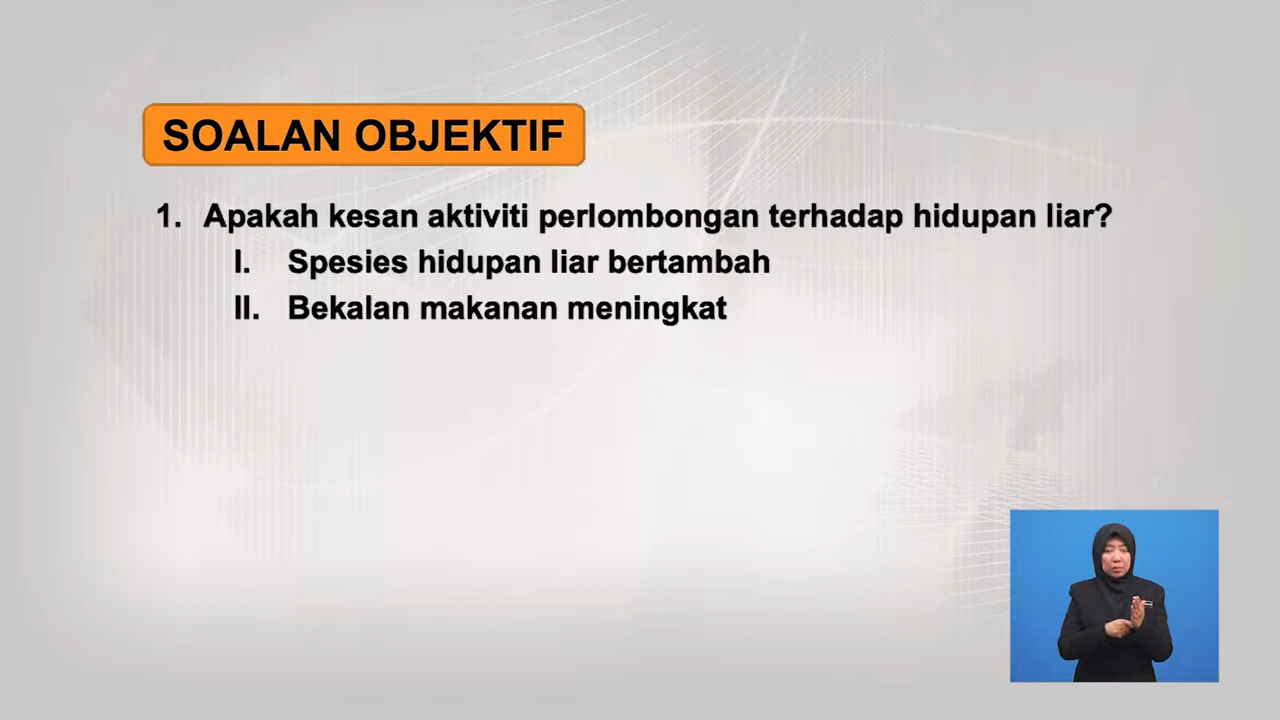 SOALAN OBJEKTIF
1. Apakah kesan aktiviti perlombongan terhadap hidupan liar?
I. Spesies hidupan liar bertambah
II. Bekalan makanan meningkat